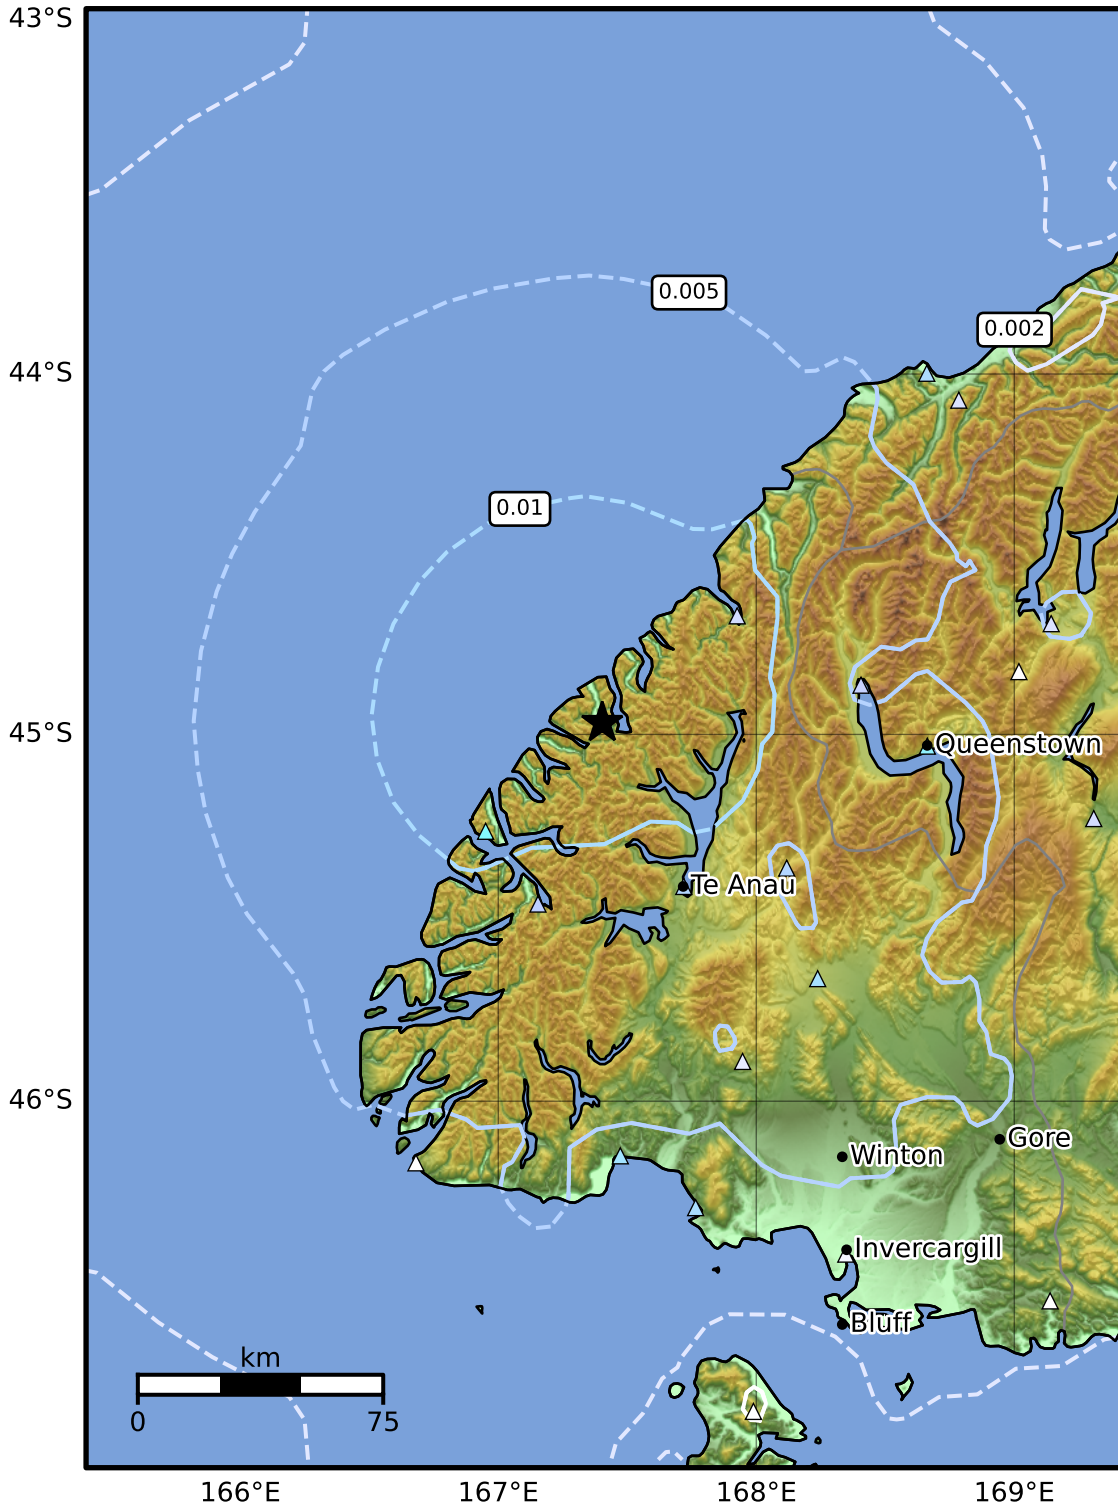 43°S
0.005
0.002
44°S
0.01
45°S
Queenstown
Te Anau
46°S
Gore
Winton
Invercargill
Bluff
km
0 75
166°E 167°E 168°E 169°E